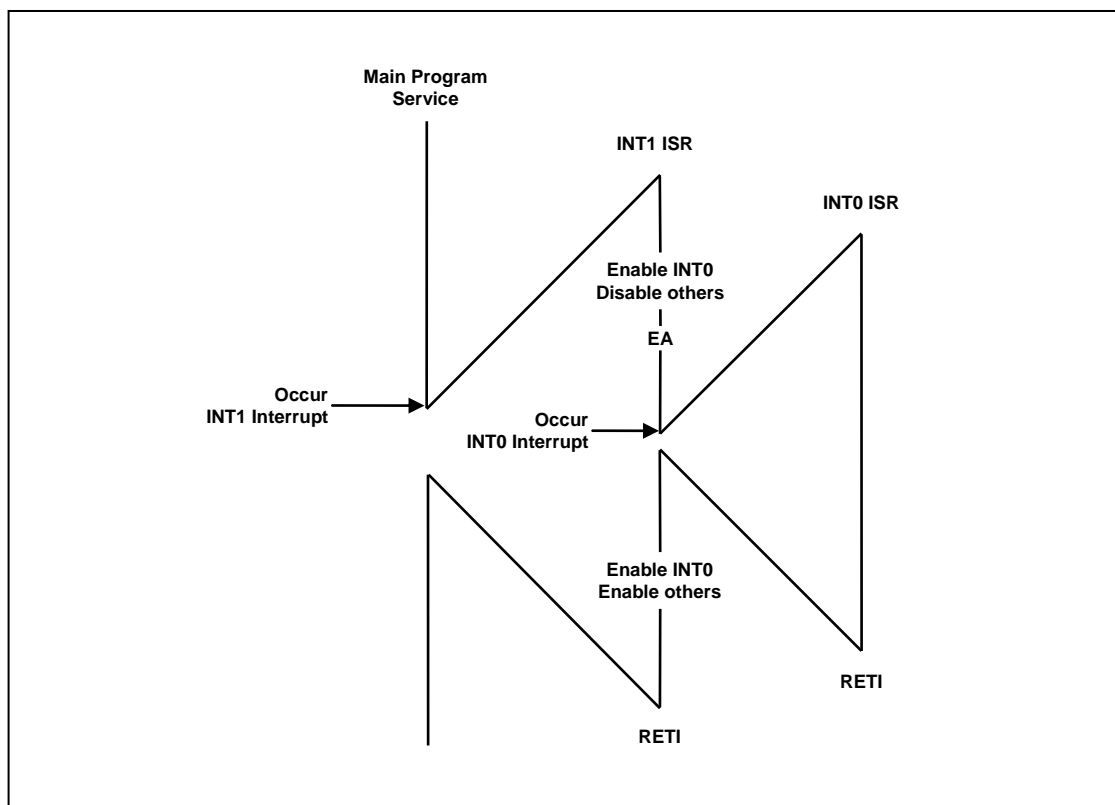 Main Program
Service
INT1 ISR
INT0 ISR
Enable INT0
Disable others
EA
Occur
INT1 Interrupt
Occur
INT0 Interrupt
Enable INT0
Enable others
RETI
RETI